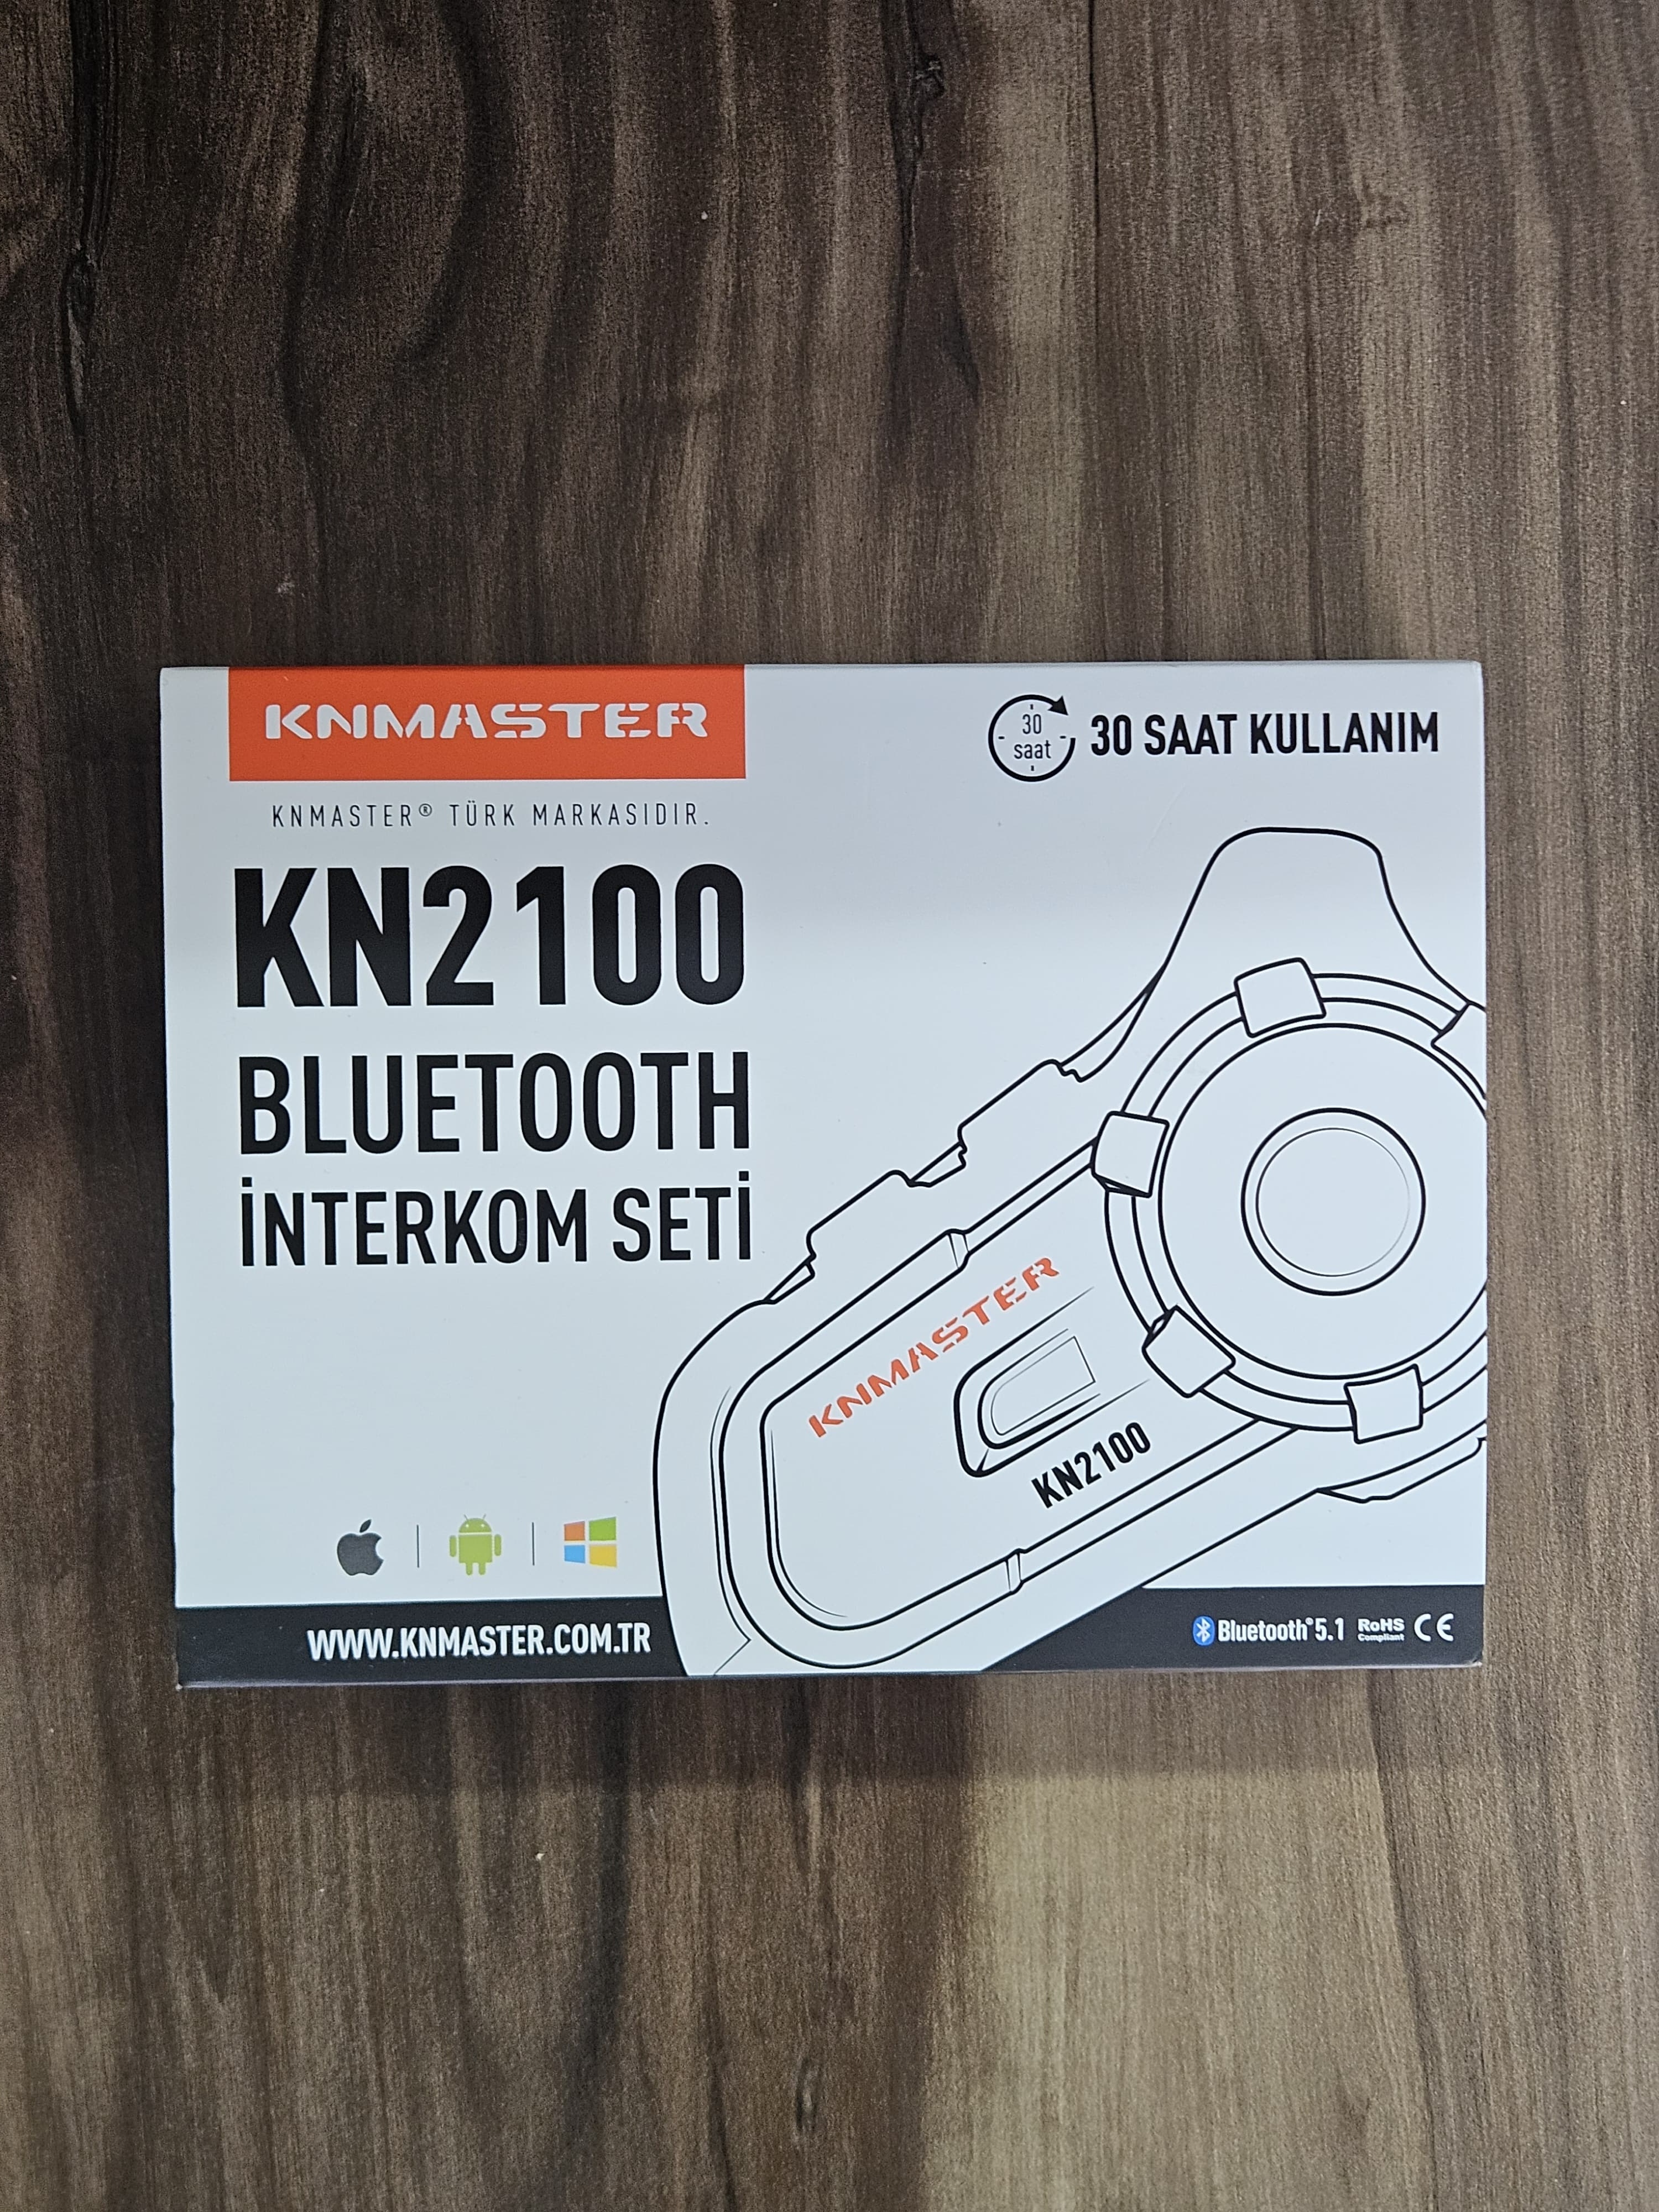 KNMASTER
30 saat
30 SAAT KULLANIM
KNMASTER® TÜRK MARKASIDIR.
KN2100
BLUETOOTH
İNTERKOM SETİ
KNMASTER
KN2100
WWW.KNMASTER.COM.TR
Bluetooth® 5.1 RoHS Compliant CE